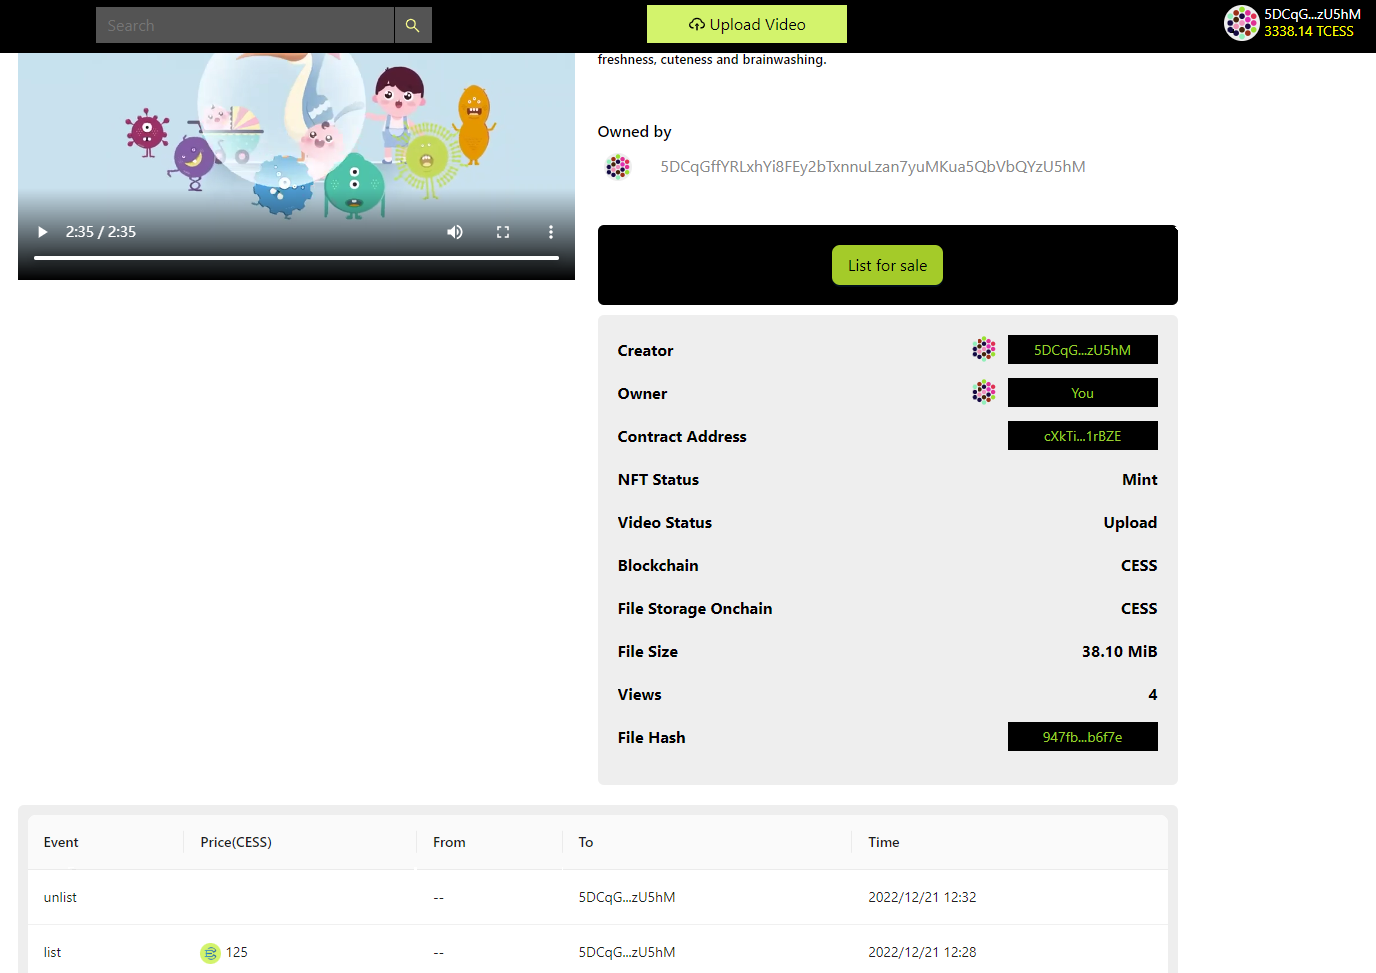 Search
Upload Video
5DCqG...zU5hM
3338.14 TCESS
freshness, cuteness and brainwashing.
Owned by
5DCqGffYRLxhYi8FEy2bTxnnuLzan7yuMKua5QbVbQYzU5hM
2:35 / 2:35
List for sale
Creator 5DCqG...zU5hM
Owner You
Contract Address cXkTi...1rBZE
NFT Status Mint
Video Status Upload
Blockchain CESS
File Storage Onchain CESS
File Size 38.10 MiB
Views 4
File Hash 947fb...b6f7e
Event Price(CESS) From To Time
unlist -- 5DCqG...zU5hM 2022/12/21 12:32
list 125 -- 5DCqG...zU5hM 2022/12/21 12:28